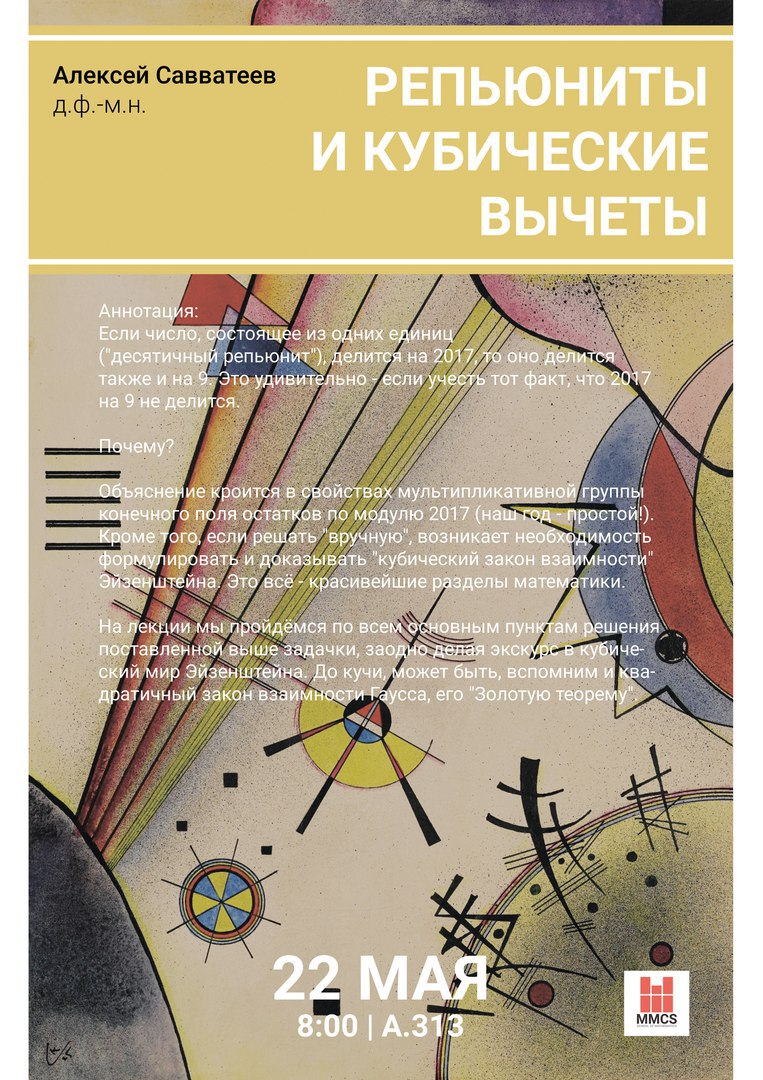 Алексей Савватеев
д.ф.-м.н.
РЕПЬЮНИТЫ
И КУБИЧЕСКИЕ
ВЫЧЕТЫ
Аннотация:
Если число, состоящее из одних единиц
("десятичный репьюнит"), делится на 2017, то оно делится
также и на 9. Это удивительно - если учесть тот факт, что 2017
на 9 не делится.
Почему?
Объяснение кроится в свойствах мультипликативной группы
конечного поля остатков по модулю 2017 (наш год - простой!).
Кроме того, если решать "вручную", возникает необходимость
формулировать и доказывать "кубический закон взаимности"
Эйзенштейна. Это всё - красивейшие разделы математики.
На лекции мы пройдёмся по всем основным пунктам решения
поставленной выше задачки, заодно делая экскурс в кубиче-
ский мир Эйзенштейна. До кучи, может быть, вспомним и ква-
дратичный закон взаимности Гаусса, его "Золотую теорему".
22 МАЯ
8:00 | А.313
MMCS